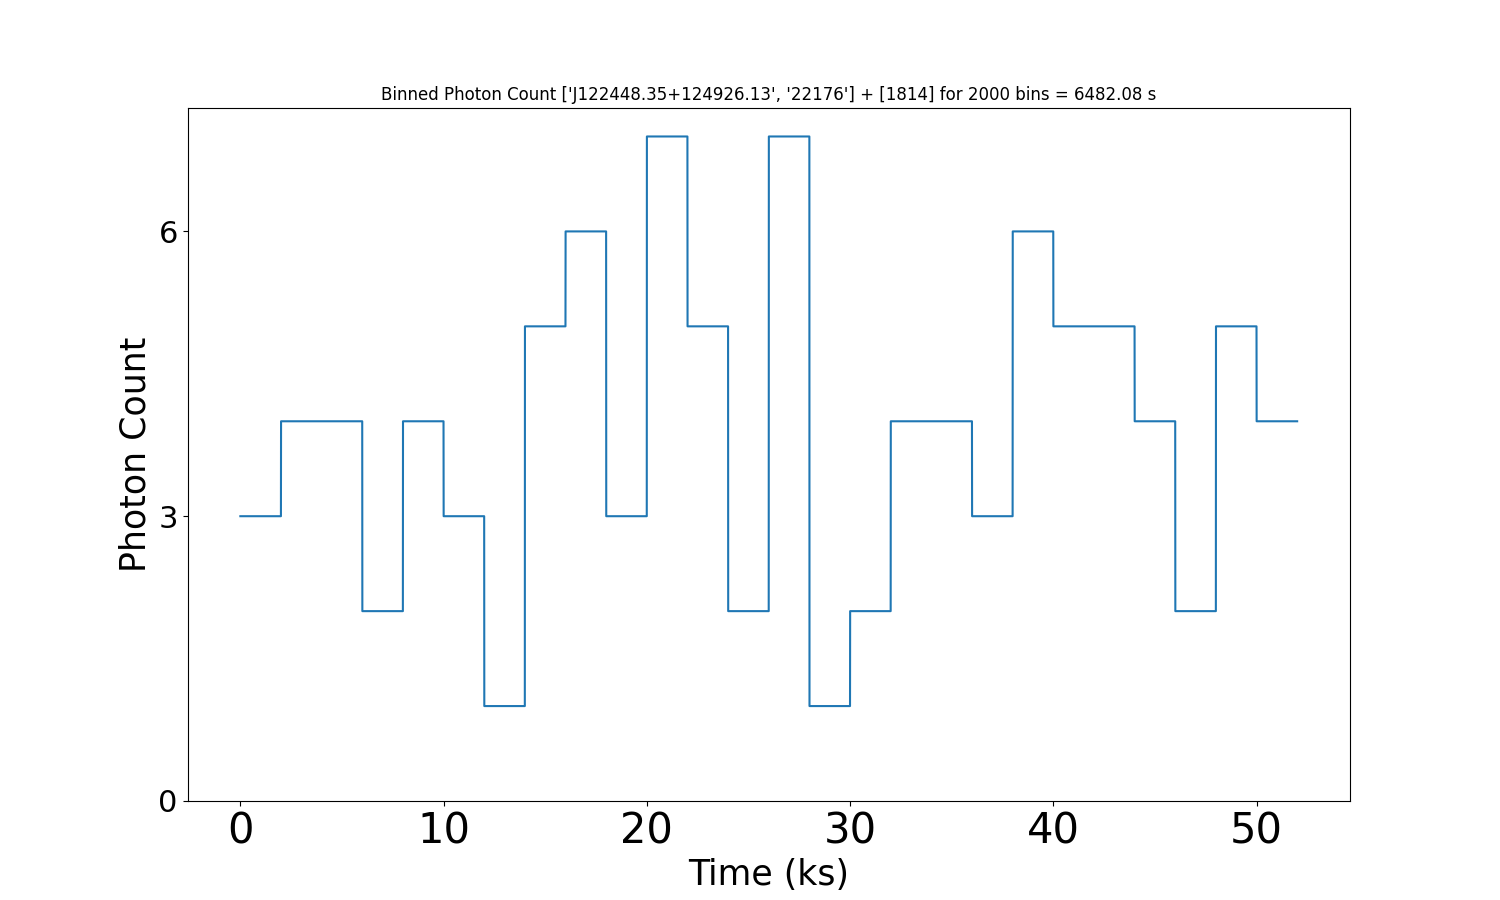 Binned Photon Count ['J122448.35+124926.13', '22176'] + [1814] for 2000 bins = 6482.08 s
6
3
0
Photon Count
0 10 20 30 40 50
Time (ks)